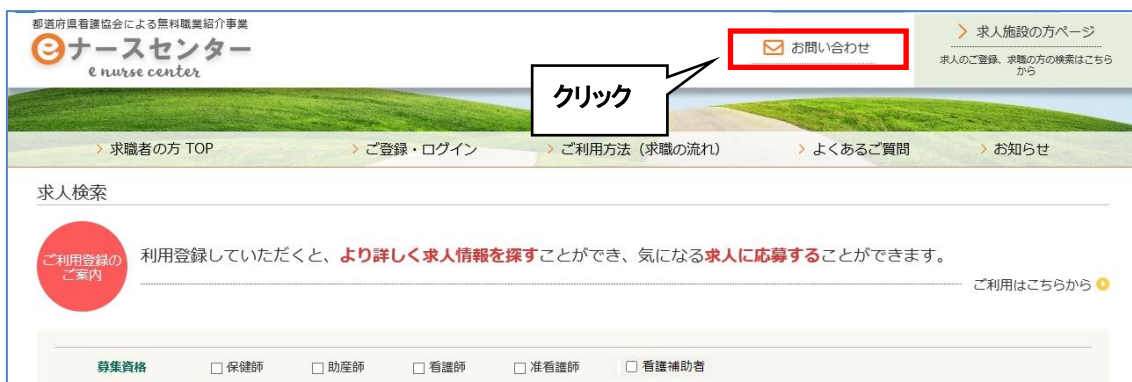 都道府県看護協会による無料職業紹介事業
eナースセンター
e nurse center
お問い合わせ
求人施設の方ページ
求人のご登録、求職の方の検索はこちら
から
クリック
求職者の方 TOP
ご登録・ログイン
ご利用方法（求職の流れ）
よくあるご質問
お知らせ
求人検索
ご利用登録の
ご案内
利用登録していただくと、より詳しく求人情報を探すことができ、気になる求人に応募することができます。
ご利用はこちらから
募集資格
保健師
助産師
看護師
准看護師
看護補助者